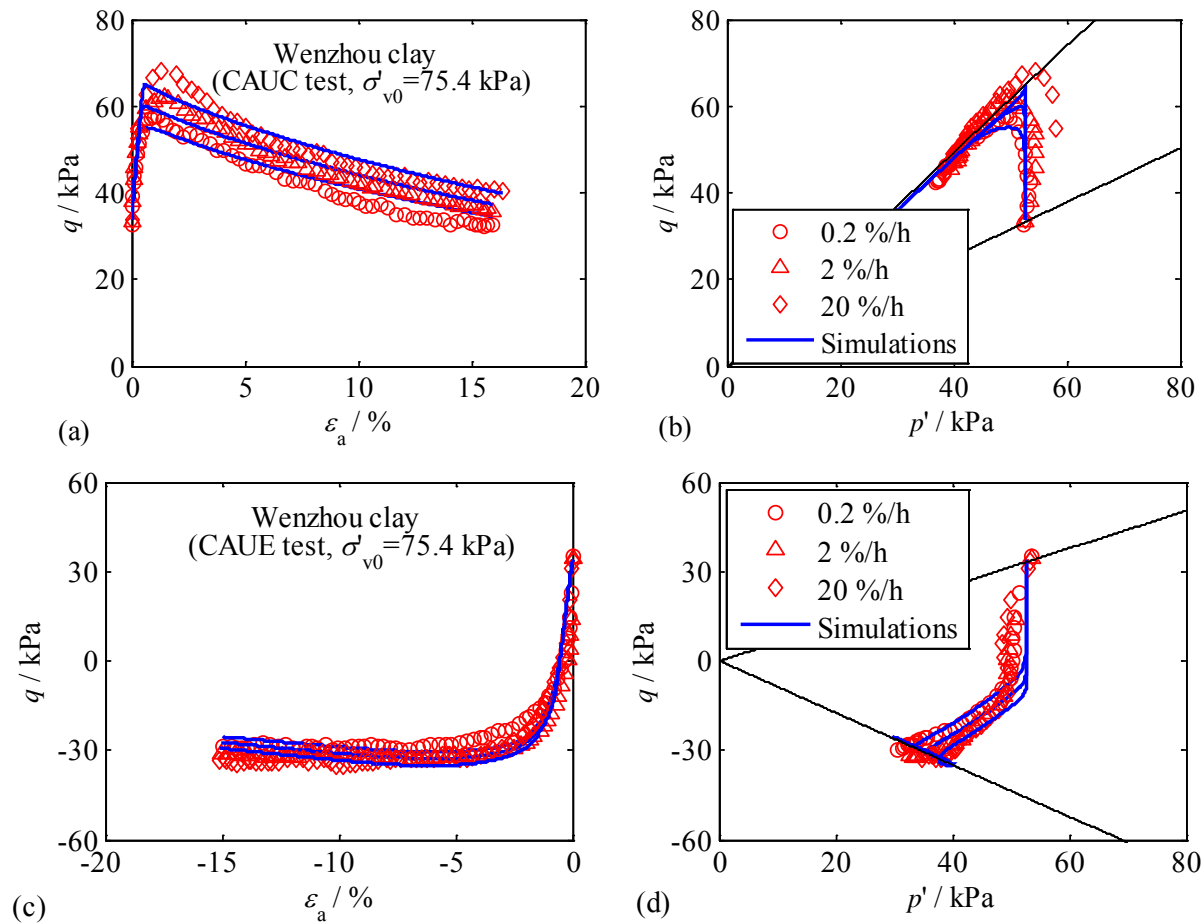 80
60
40
20
0
q / kPa
Wenzhou clay
(CAUC test, σ'v0=75.4 kPa)
0 5 10 15 20
εa / %
(a)
80
60
40
20
0
q / kPa
0.2 %/h
2 %/h
20 %/h
Simulations
0 20 40 60 80
p' / kPa
(b)
60
30
0
-30
-60
q / kPa
Wenzhou clay
(CAUE test, σ'v0=75.4 kPa)
-20 -15 -10 -5 0
εa / %
(c)
60
30
0
-30
-60
q / kPa
0.2 %/h
2 %/h
20 %/h
Simulations
0 20 40 60 80
p' / kPa
(d)